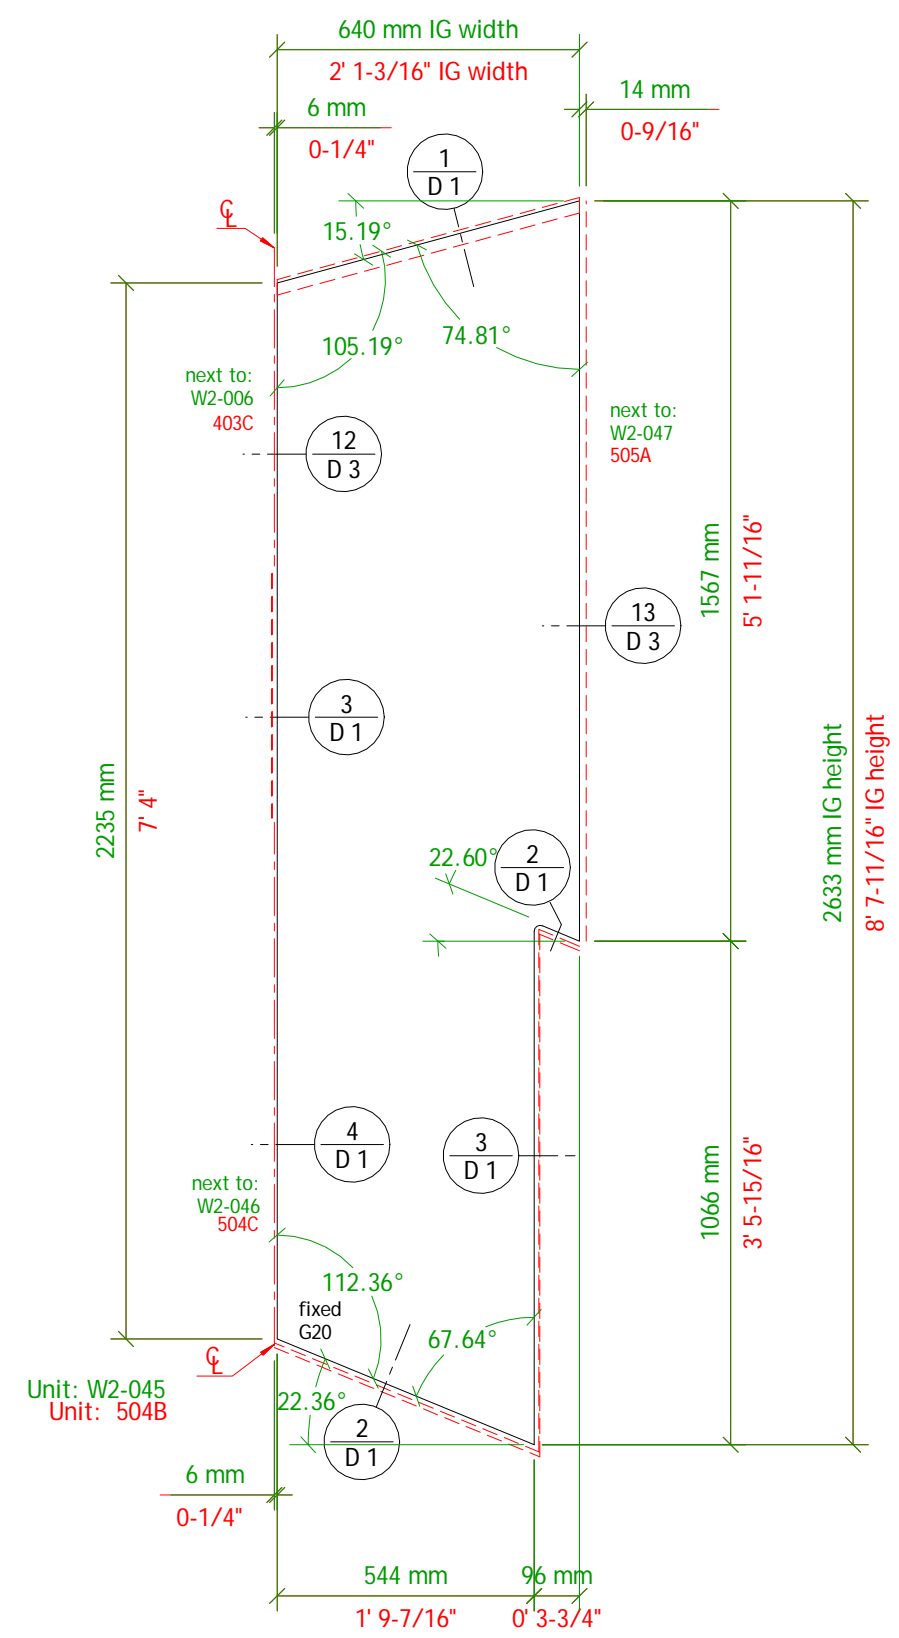 640 mm IG width
2' 1-3/16" IG width
14 mm
0-9/16"
6 mm
0-1/4"
1
D 1
℄
15.19°
105.19°
74.81°
next to:
W2-006
403C
next to:
W2-047
505A
12
D 3
1567 mm
5' 1-11/16"
13
D 3
3
D 1
2235 mm
7' 4"
2633 mm IG height
8' 7-11/16" IG height
22.60°
2
D 1
4
D 1
3
D 1
1066 mm
3' 5-15/16"
next to:
W2-046
504C
112.36°
fixed
G20
67.64°
℄
Unit: W2-045
Unit: 504B
22.36°
2
D 1
6 mm
0-1/4"
544 mm
96 mm
1' 9-7/16"
0' 3-3/4"